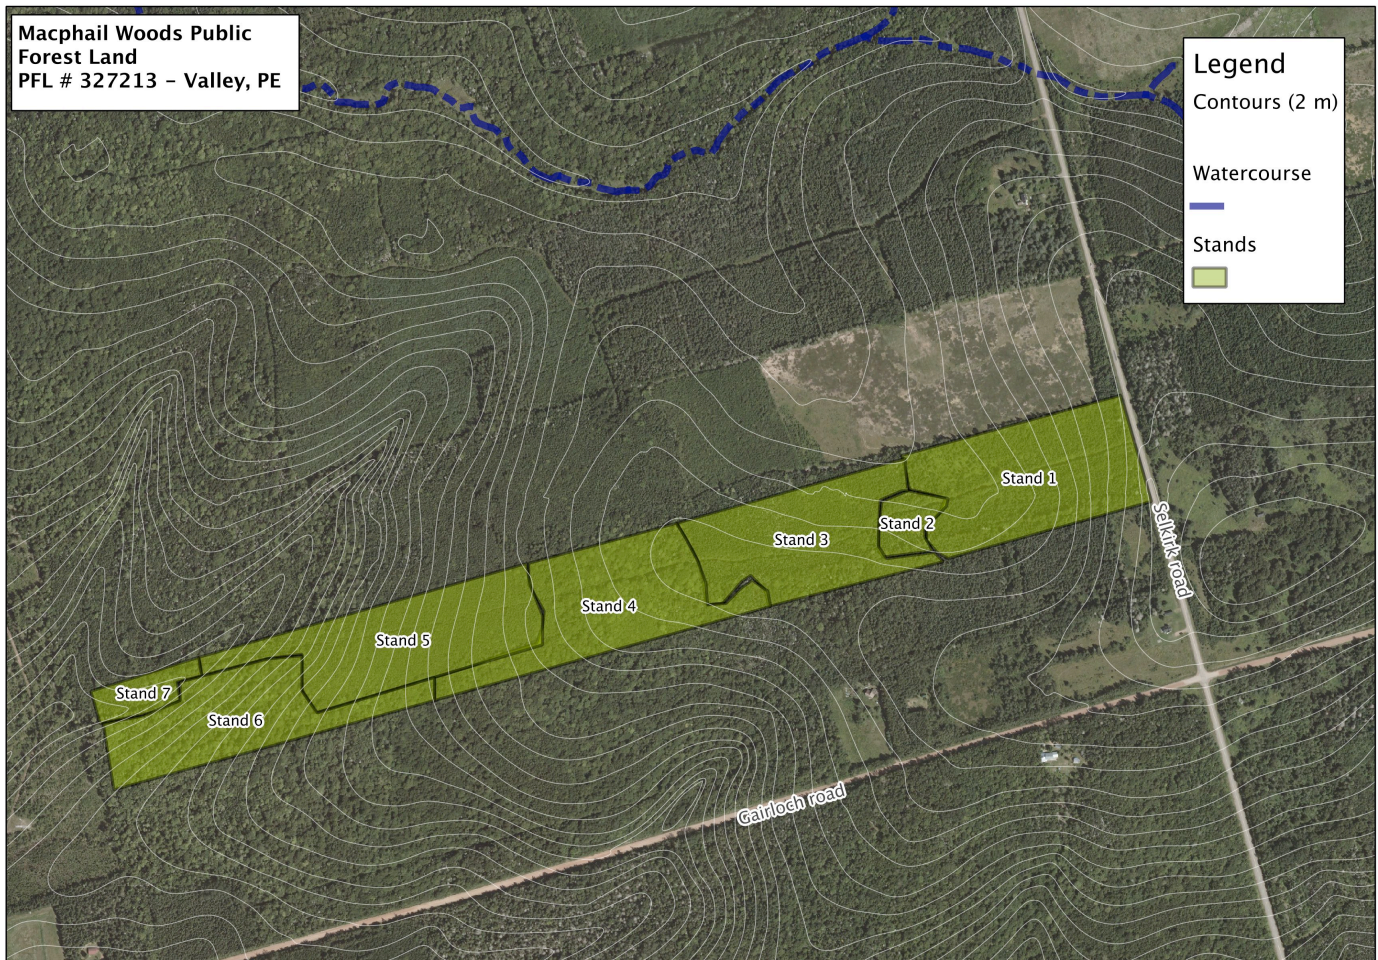 Macphail Woods Public
Forest Land
PFL # 327213 – Valley, PE
Legend
Contours (2 m)
Watercourse
Stands
Stand 1
Stand 2
Stand 3
Stand 4
Stand 5
Stand 7
Stand 6
Selkirk road
Gairloch road